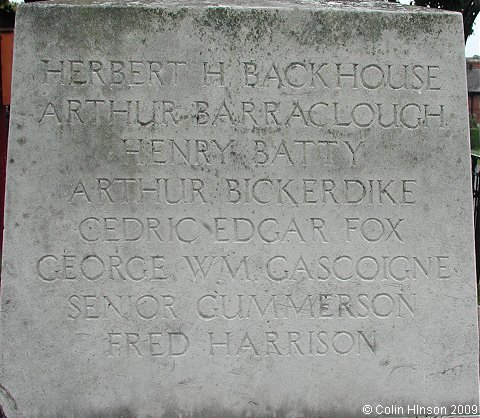 HERBERT H BACKHOUSE
ARTHUR BARRACLOUGH
HENRY BATTY
ARTHUR BICKERDIKE
CEDRIC EDGAR FOX
GEORGE WM GASCOIGNE
SENIOR GUMMERSON
FRED HARRISON
© Colin Hinson 2009